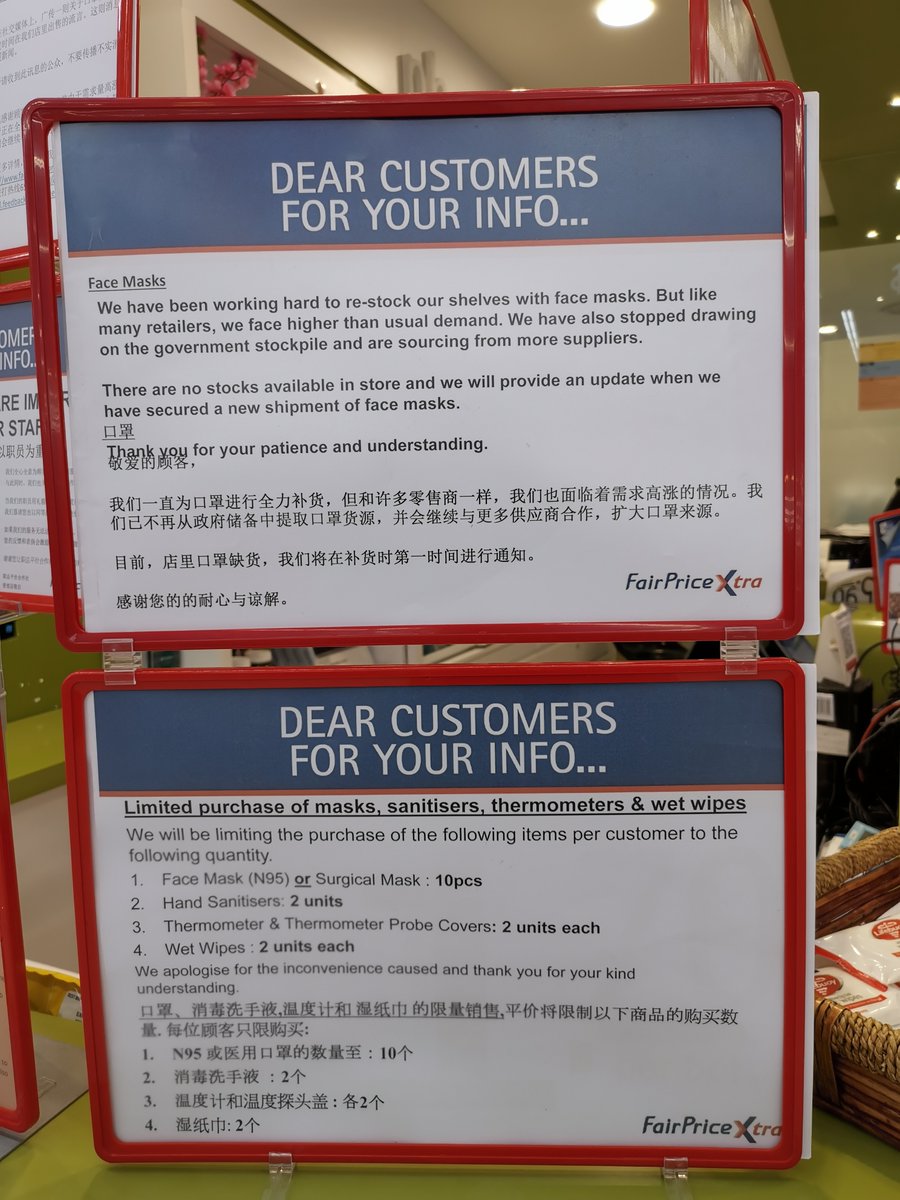 DEAR CUSTOMERS
FOR YOUR INFO...
Face Masks
We have been working hard to re-stock our shelves with face masks. But like
many retailers, we face higher than usual demand. We have also stopped drawing
on the government stockpile and are sourcing from more suppliers.
There are no stocks available in store and we will provide an update when we
have secured a new shipment of face masks.
口罩
Thank you for your patience and understanding.
敬爱的顾客，
我们一直为口罩进行全力补货，但和许多零售商一样，我们也面临着需求高涨的情况。我
们已不再从政府储备中提取口罩货源，并会继续与更多供应商合作，扩大口罩来源。
目前，店里口罩缺货，我们将在补货时第一时间进行通知。
感谢您的的耐心与谅解。
FairPrice Xtra
DEAR CUSTOMERS
FOR YOUR INFO...
Limited purchase of masks, sanitisers, thermometers & wet wipes
We will be limiting the purchase of the following items per customer to the
following quantity.
1. Face Mask (N95) or Surgical Mask : 10pcs
2. Hand Sanitisers: 2 units
3. Thermometer & Thermometer Probe Covers: 2 units each
4. Wet Wipes : 2 units each
We apologise for the inconvenience caused and thank you for your kind
understanding.
口罩、消毒洗手液,温度计和 湿纸巾 的限量销售,平价将限制以下商品的购买数
量. 每位顾客只限购买:
1. N95 或医用口罩的数量至 : 10个
2. 消毒洗手液 : 2个
3. 温度计和温度探头盖 : 各2个
4. 湿纸巾: 2个
FairPrice Xtra